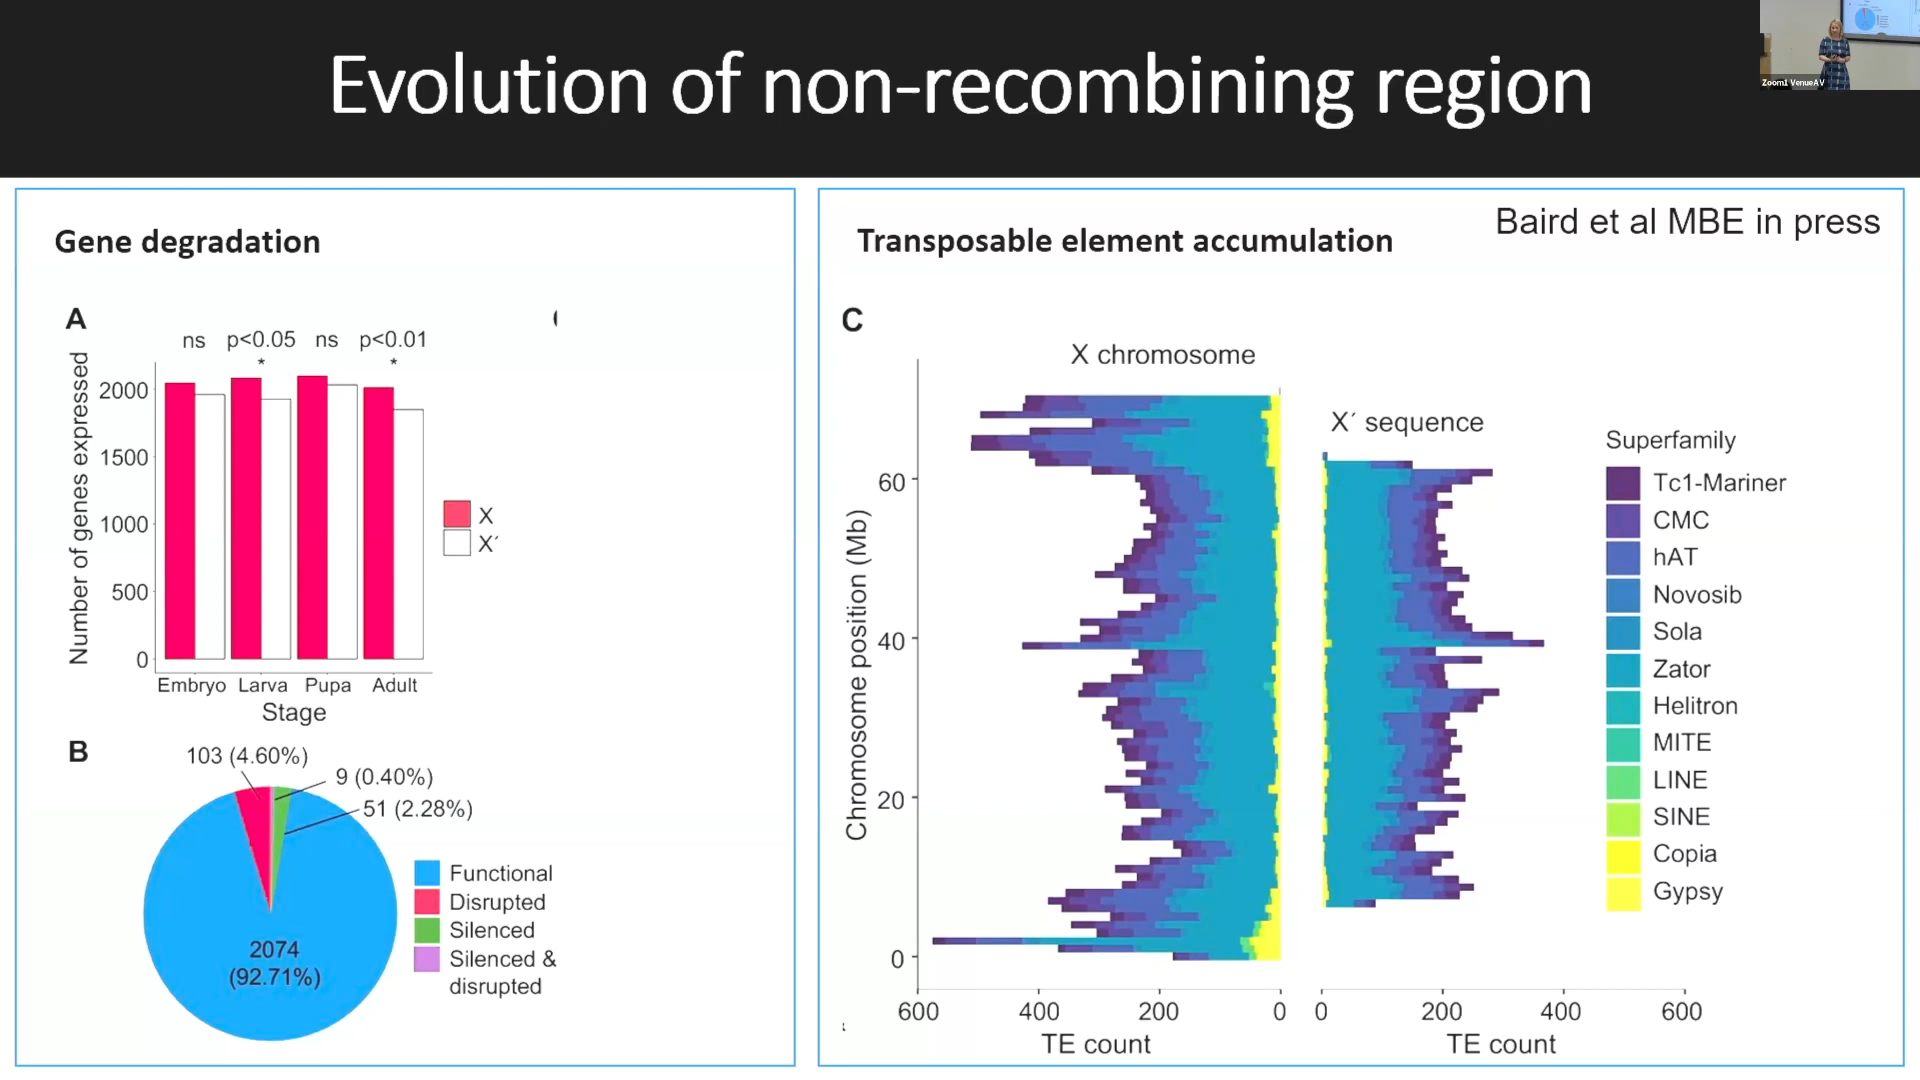 Evolution of non-recombining region
Zoom1 VenueAV
Gene degradation
A
ns p<0.05 ns p<0.01
* *
Number of genes expressed
2000
1500
1000
500
0
Embryo Larva Pupa Adult
Stage
X
X´
B
103 (4.60%)
9 (0.40%)
51 (2.28%)
2074
(92.71%)
Functional
Disrupted
Silenced
Silenced &
disrupted
Transposable element accumulation
Baird et al MBE in press
C
X chromosome
X´ sequence
Chromosome position (Mb)
60
40
20
0
600 400 200 0
TE count
0 200 400 600
TE count
Superfamily
Tc1-Mariner
CMC
hAT
Novosib
Sola
Zator
Helitron
MITE
LINE
SINE
Copia
Gypsy